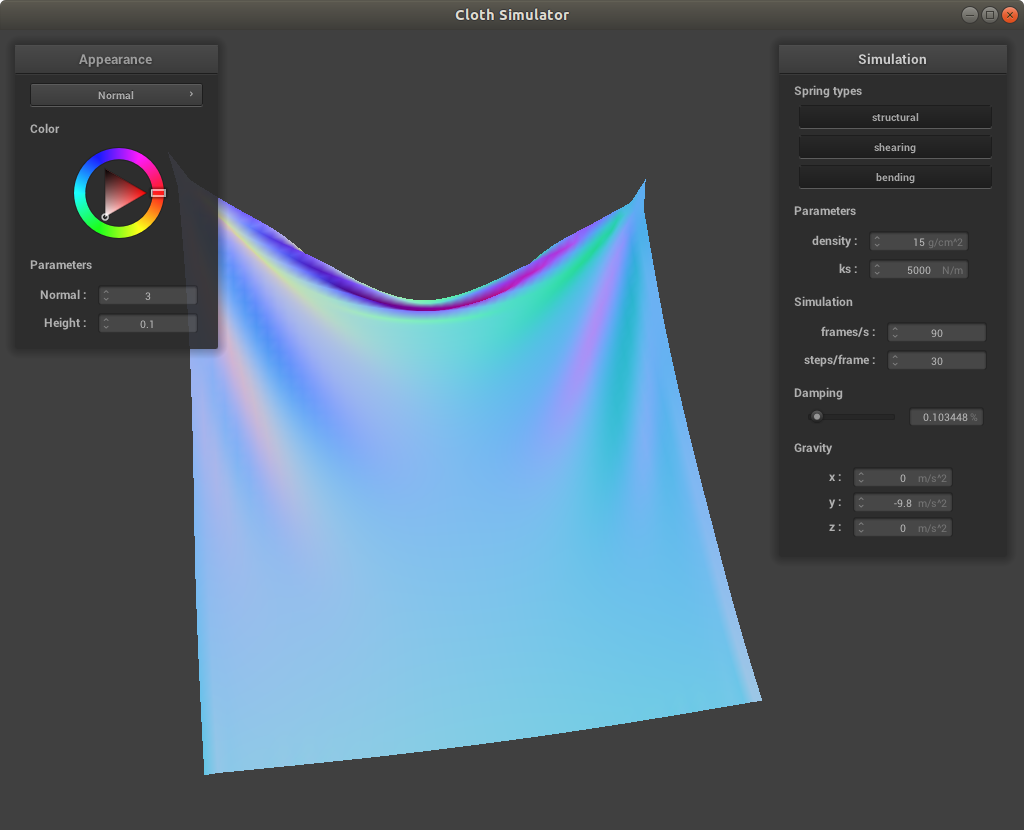 Cloth Simulator
Appearance
Normal
Color
Parameters
Normal : 3
Height : 0.1
Simulation
Spring types
structural
shearing
bending
Parameters
density : 15 g/cm^2
ks : 5000 N/m
Simulation
frames/s : 90
steps/frame : 30
Damping
0.103448 %
Gravity
x : 0 m/s^2
y : -9.8 m/s^2
z : 0 m/s^2